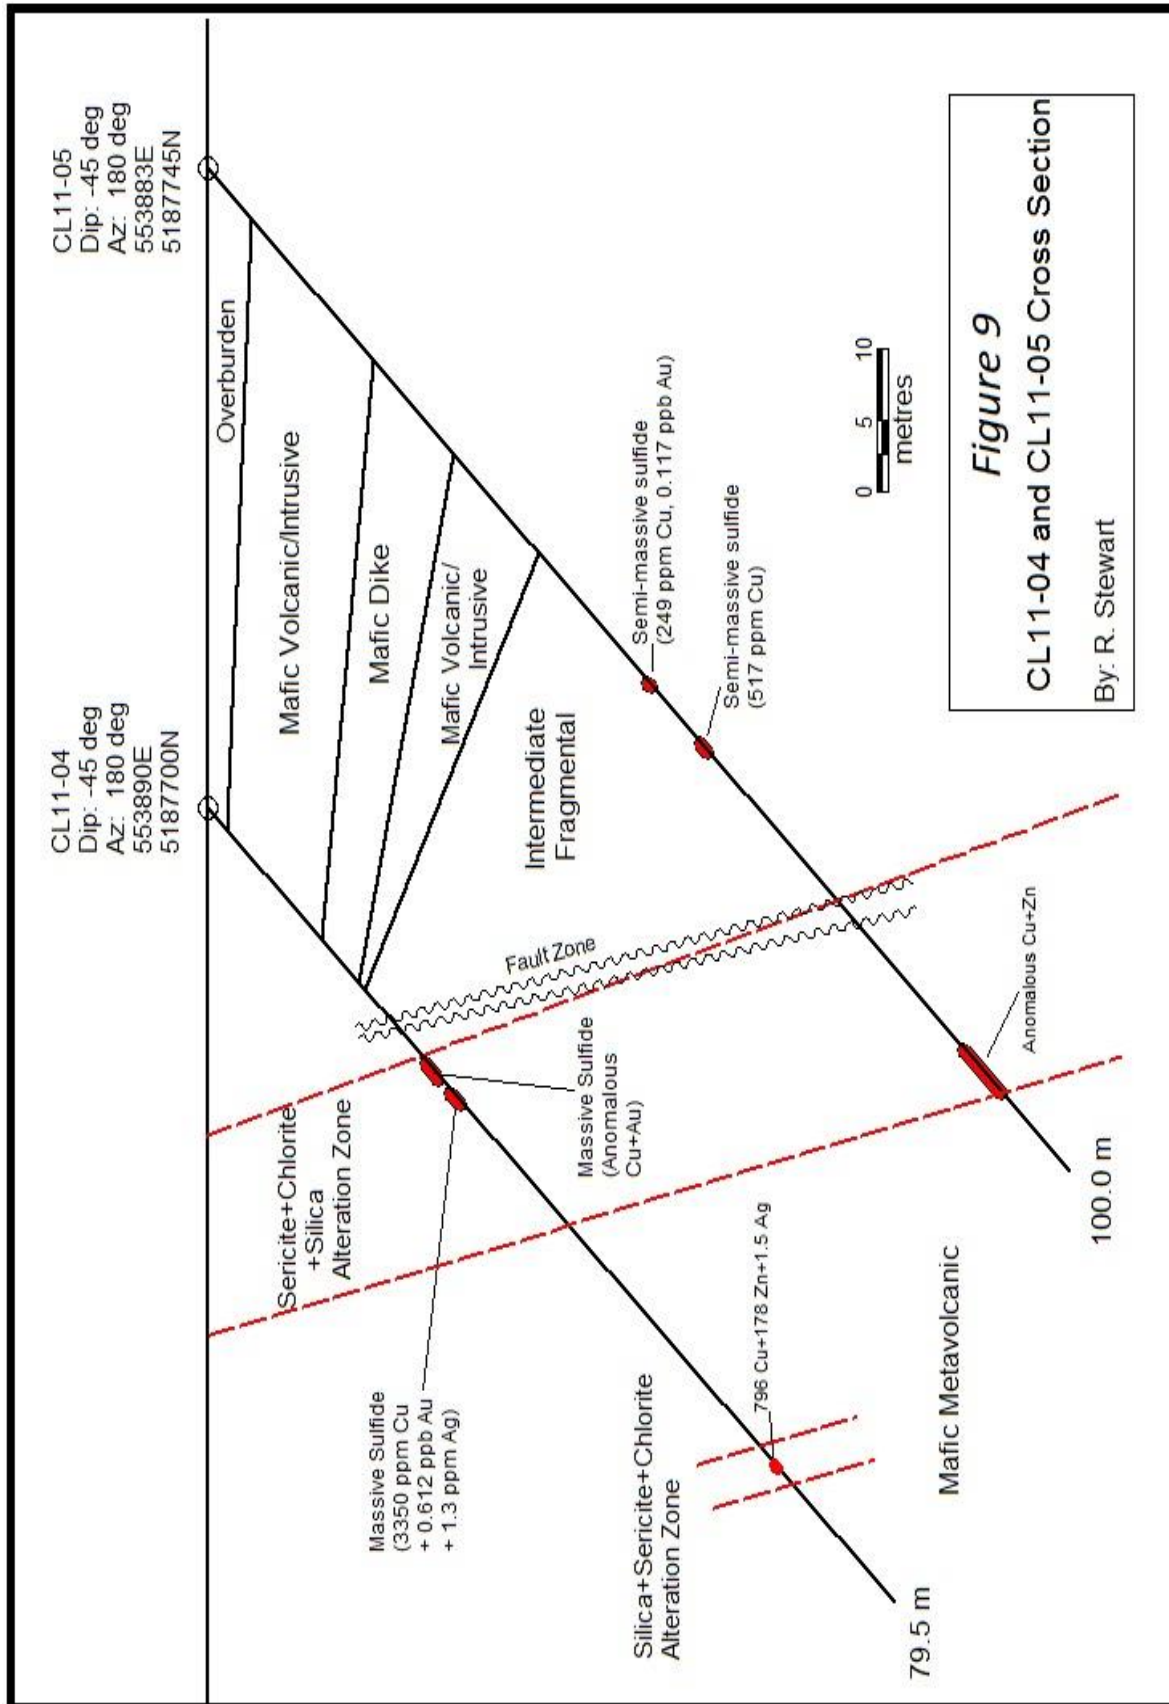 CL11-04
Dip: -45 deg
Az: 180 deg
553890E
5187700N
CL11-05
Dip: -45 deg
Az: 180 deg
553883E
5187745N
Overburden
Mafic Volcanic/Intrusive
Mafic Dike
Mafic Volcanic/
Intrusive
Intermediate
Fragmental
Fault Zone
Sericite+Chlorite
+Silica
Alteration Zone
Massive Sulfide
(3350 ppm Cu
+ 0.612 ppb Au
+ 1.3 ppm Ag)
Massive Sulfide
(Anomalous
Cu+Au)
Semi-massive sulfide
(249 ppm Cu, 0.117 ppb Au)
Semi-massive sulfide
(517 ppm Cu)
Silica+Sericite+Chlorite
Alteration Zone
796 Cu+178 Zn+1.5 Ag
Anomalous Cu+Zn
Mafic Metavolcanic
79.5 m
100.0 m
0 5 10
metres
Figure 9
CL11-04 and CL11-05 Cross Section
By: R. Stewart